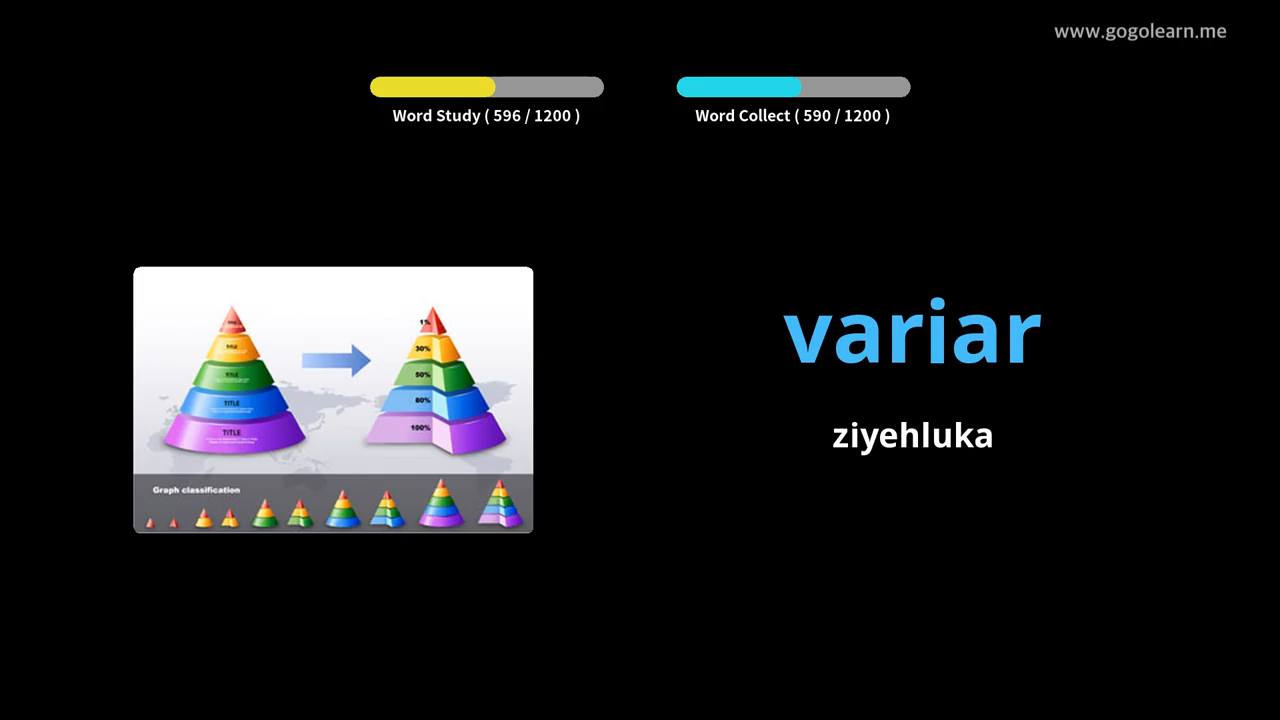 www.gogolearn.me
Word Study ( 596 / 1200 )
Word Collect ( 590 / 1200 )
variar
ziyehluka
TITLE
TITLE
TITLE
TITLE
1%
30%
50%
80%
100%
Graph classification